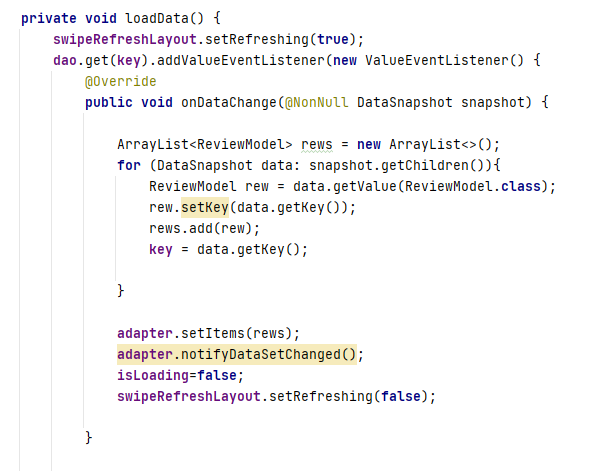 private void loadData() {
swipeRefreshLayout.setRefreshing(true);
dao.get(key).addValueEventListener(new ValueEventListener() {
@Override
public void onDataChange(@NonNull DataSnapshot snapshot) {
ArrayList<ReviewModel> rews = new ArrayList<>();
for (DataSnapshot data: snapshot.getChildren()){
ReviewModel rew = data.getValue(ReviewModel.class);
rew.setKey(data.getKey());
rews.add(rew);
key = data.getKey();
}
adapter.setItems(rews);
adapter.notifyDataSetChanged();
isLoading=false;
swipeRefreshLayout.setRefreshing(false);
}